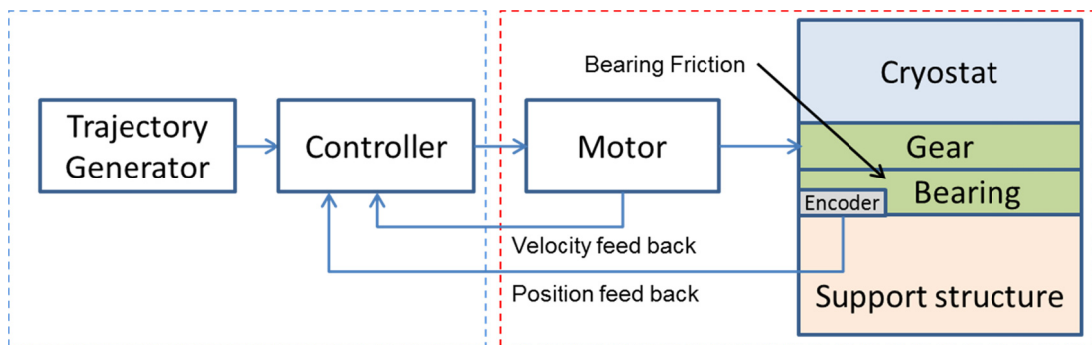 Trajectory
Generator
Controller
Motor
Bearing Friction
Cryostat
Gear
Bearing
Encoder
Support structure
Velocity feed back
Position feed back